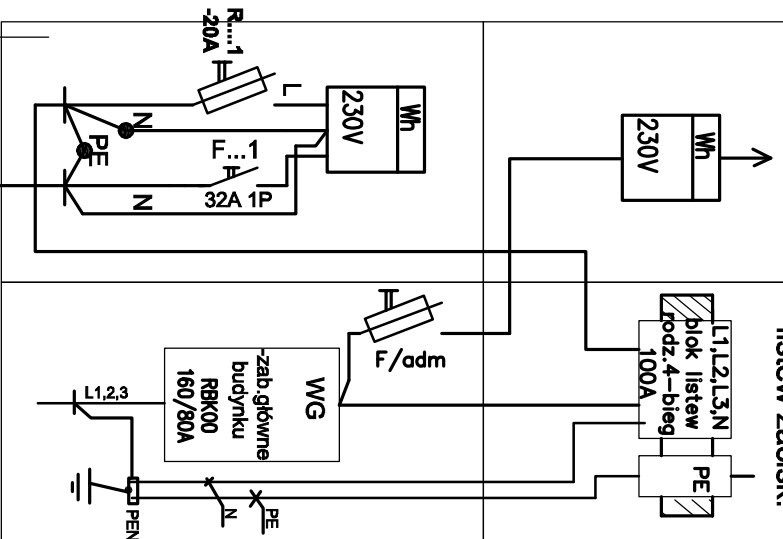 R....1
-20A
L
230V
Wh
N
PE
F...1
32A 1P
N
230V
Wh
F/adm
L1,L2,L3,N
blok listew
rodz.4-bieg
100A
PE
WG
-zab.główne
budynku
RBK00
160/80A
L1,2,3
PEN
N
PE